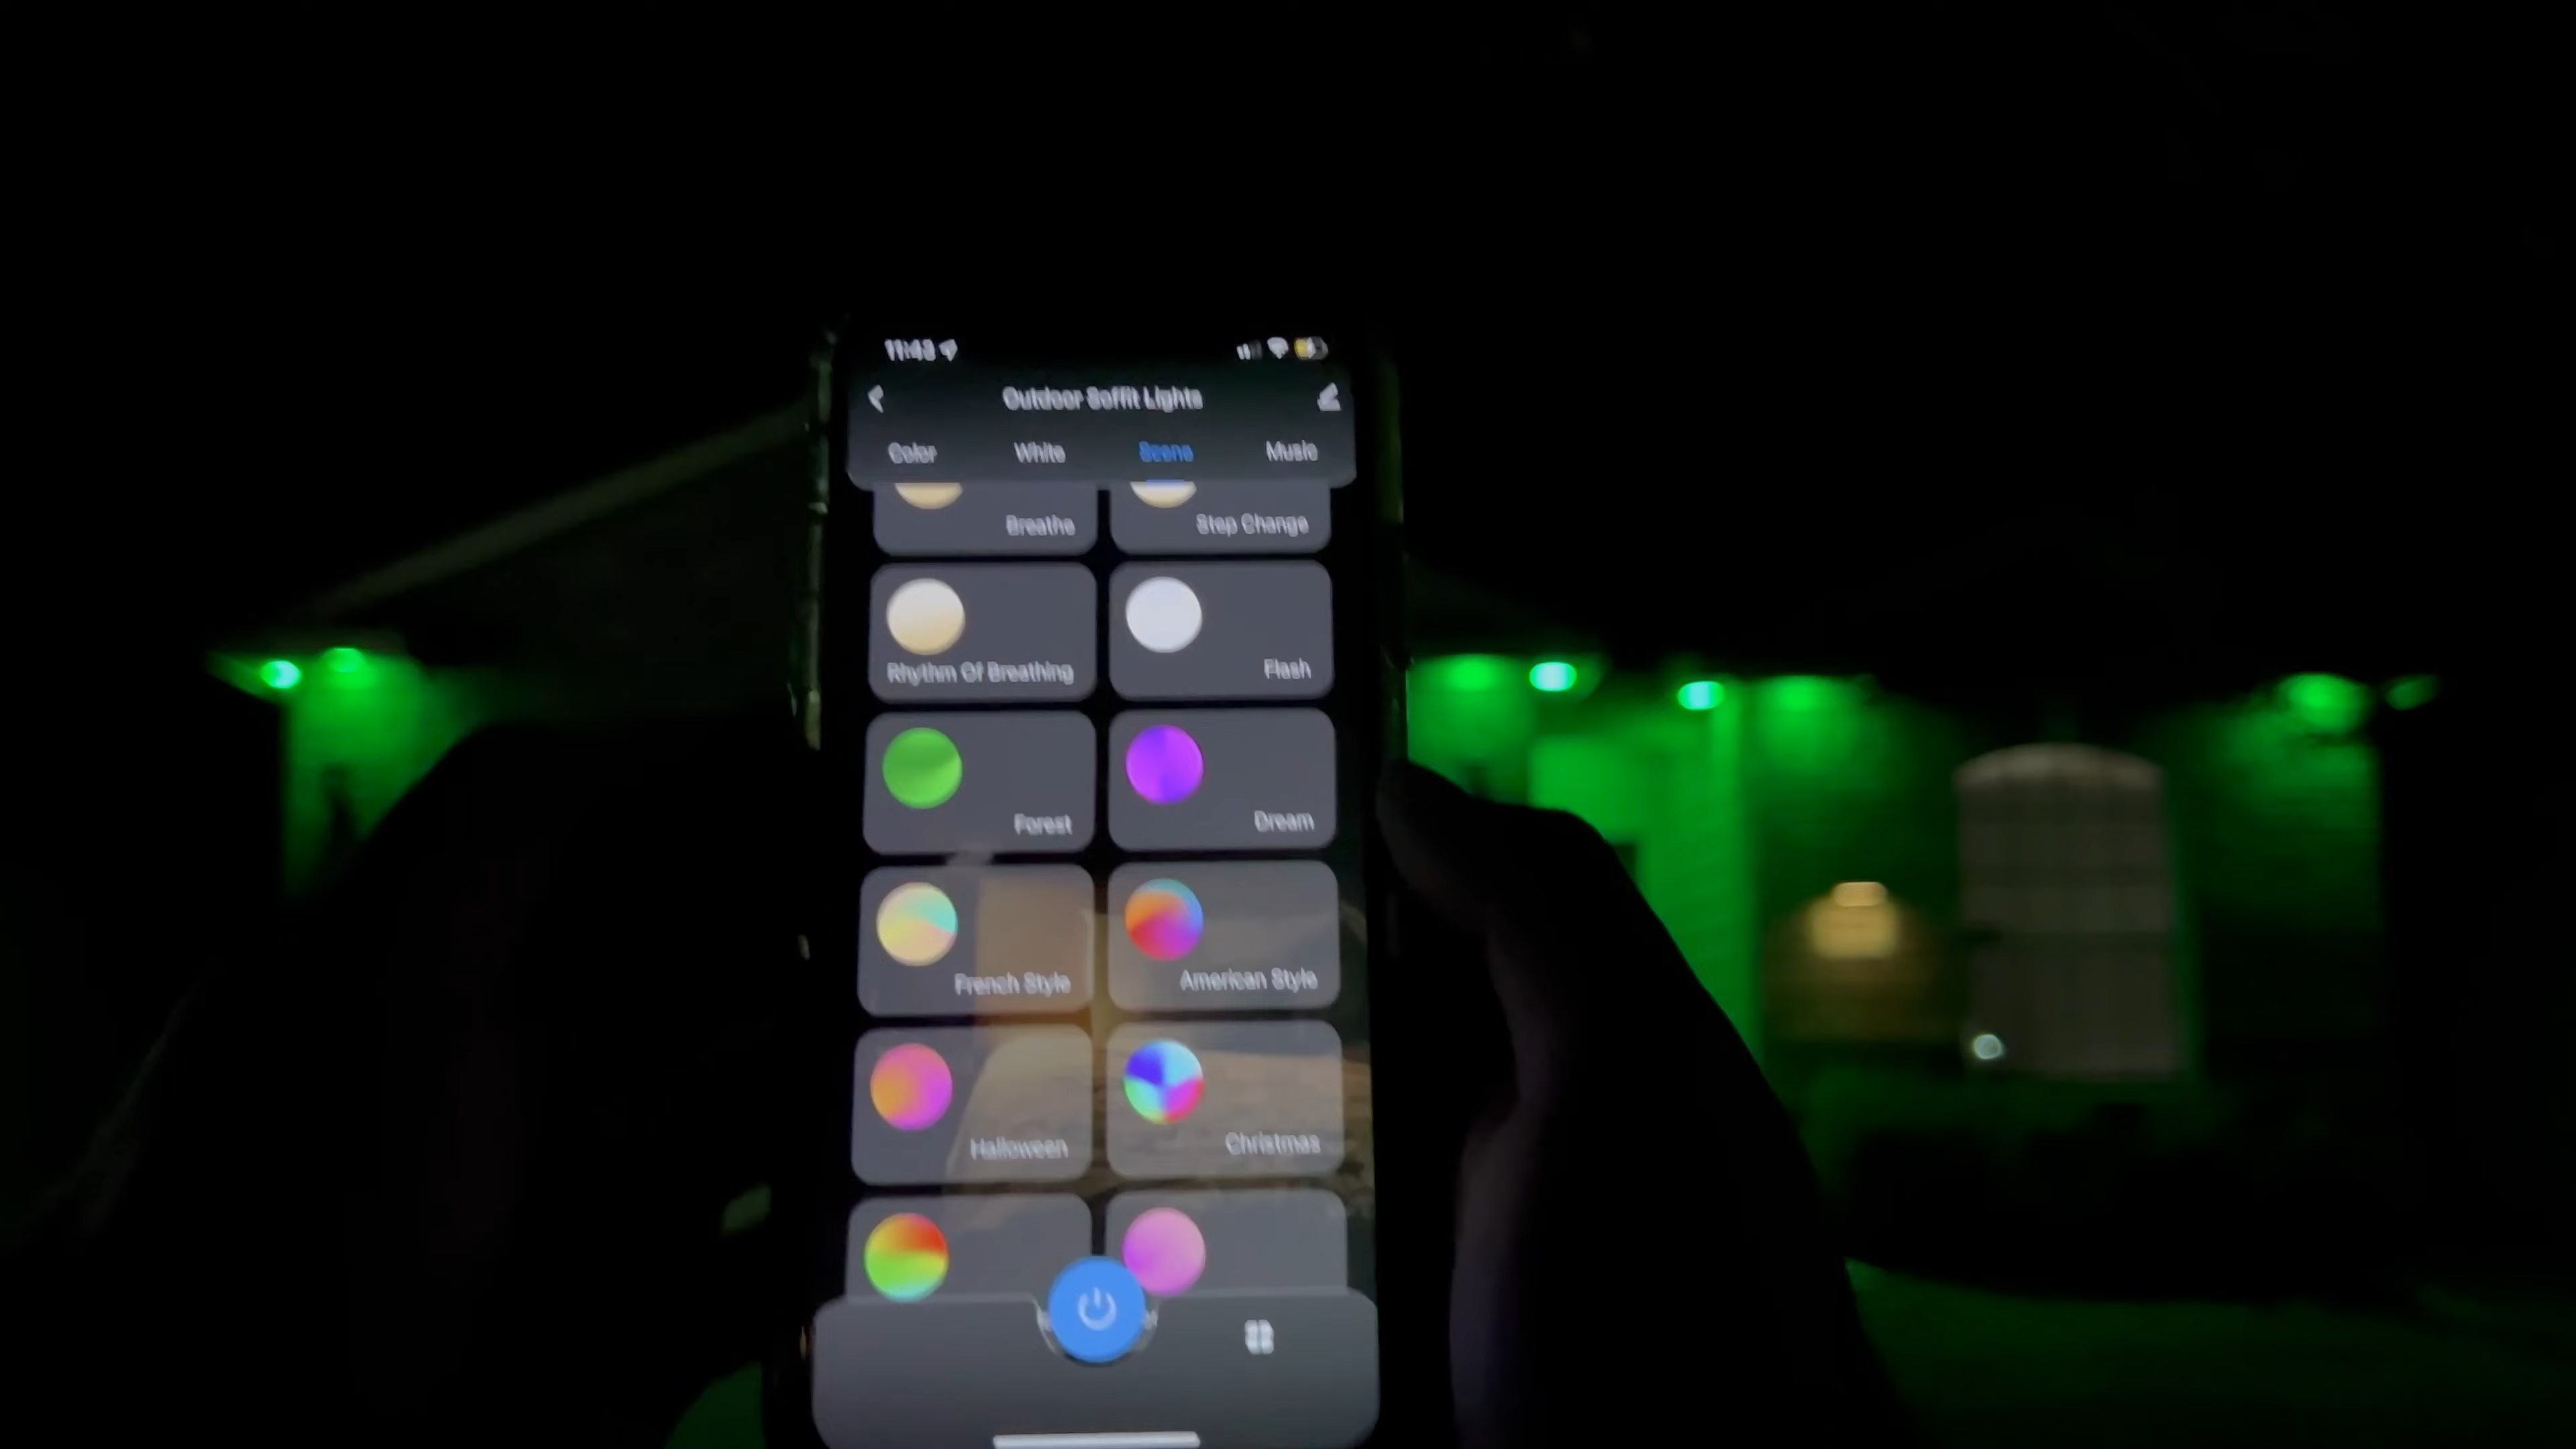 11:43
Outdoor Soffit Lights
Color White Scene Music
Breathe Step Change
Rhythm Of Breathing Flash
Forest Dream
French Style American Style
Halloween Christmas